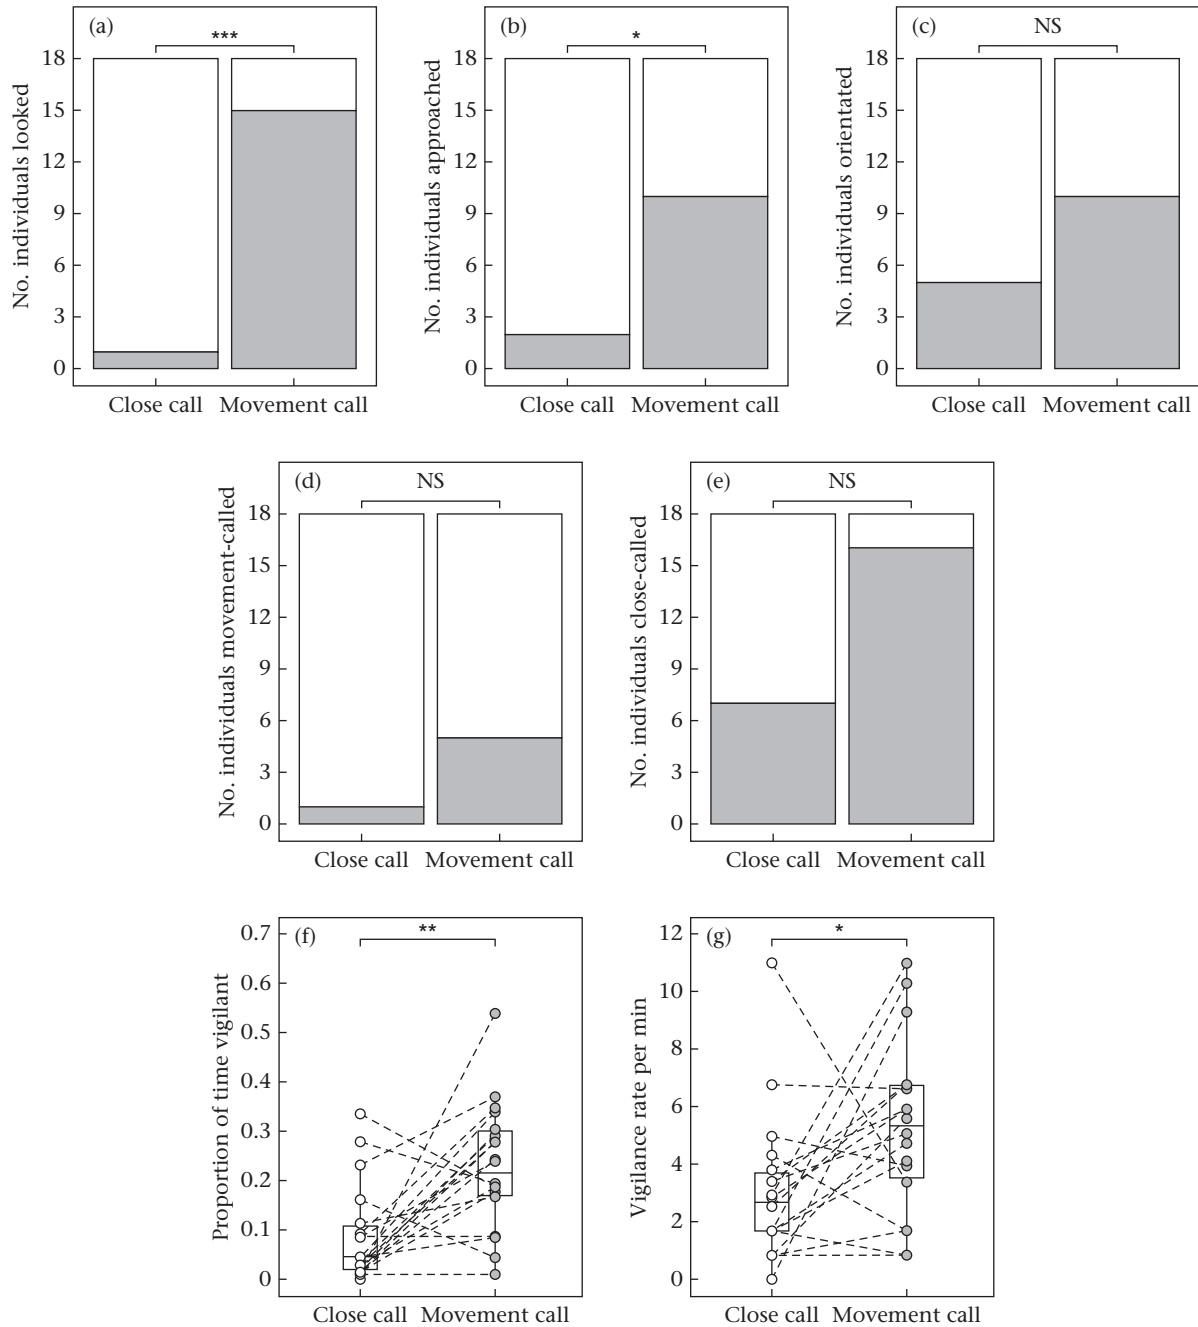 (a)
***
No. individuals looked
18
15
12
9
6
3
0
Close call
Movement call
(b)
*
No. individuals approached
18
15
12
9
6
3
0
Close call
Movement call
(c)
NS
No. individuals orientated
18
15
12
9
6
3
0
Close call
Movement call
(d)
NS
No. individuals movement-called
18
15
12
9
6
3
0
Close call
Movement call
(e)
NS
No. individuals close-called
18
15
12
9
6
3
0
Close call
Movement call
(f)
**
Proportion of time vigilant
0.7
0.6
0.5
0.4
0.3
0.2
0.1
0
Close call
Movement call
(g)
*
Vigilance rate per min
12
10
8
6
4
2
0
Close call
Movement call